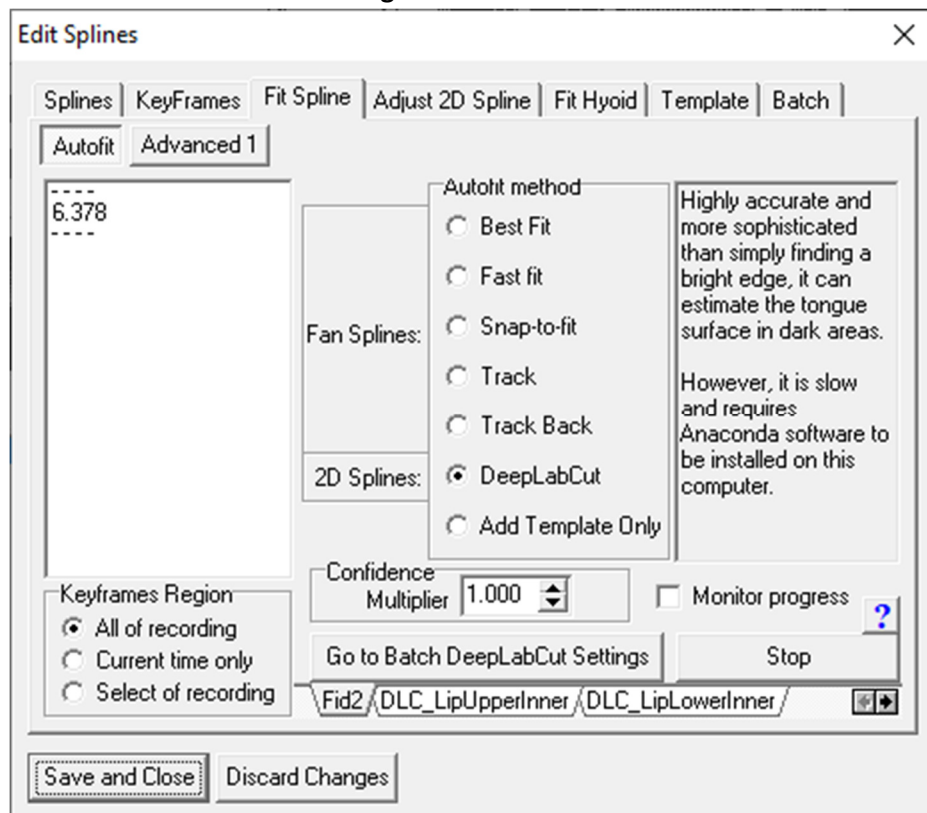 Edit Splines
Splines KeyFrames Fit Spline Adjust 2D Spline Fit Hyoid Template Batch
Autofit Advanced 1
----
6.378
----
Fan Splines:
2D Splines:
Autofit method
Best Fit
Fast fit
Snap-to-fit
Track
Track Back
DeepLabCut
Add Template Only
Highly accurate and
more sophisticated
than simply finding a
bright edge, it can
estimate the tongue
surface in dark areas.
However, it is slow
and requires
Anaconda software to
be installed on this
computer.
Keyframes Region
All of recording
Current time only
Select of recording
Confidence
Multiplier 1.000
Monitor progress
?
Go to Batch DeepLabCut Settings Stop
Fid2 DLC_LipUpperInner DLC_LipLowerInner
Save and Close Discard Changes